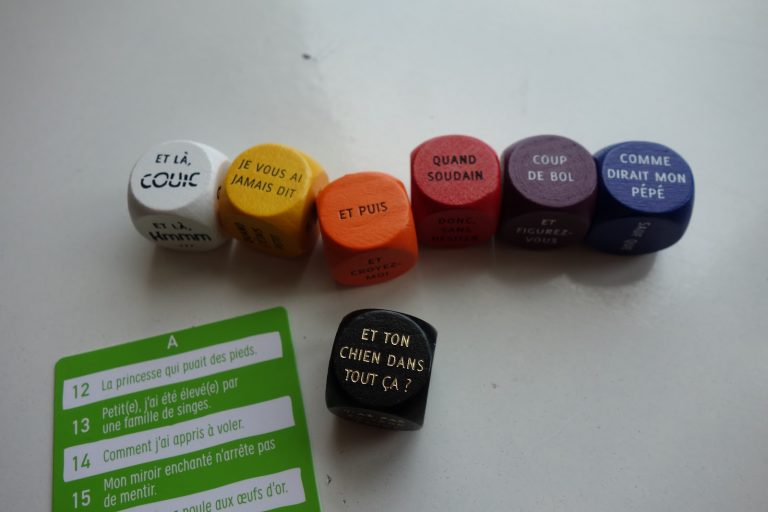 ET LÀ,
COUIC
ET LÀ,
Hmmm
...
JE VOUS AI
JAMAIS DIT
ET PUIS
ET
CROYEZ-
MOI
QUAND
SOUDAIN
DONC,
SANS
HÉSITER
COUP
DE BOL
ET
FIGUREZ-
VOUS
COMME
DIRAIT MON
PÉPÉ
ET TON
CHIEN DANS
TOUT ÇA ?
A
12 La princesse qui puait des pieds.
13 Petit(e), j'ai été élevé(e) par
une famille de singes.
14 Comment j'ai appris à voler.
15 Mon miroir enchanté n'arrête pas
de mentir.
poule aux œufs d'or.